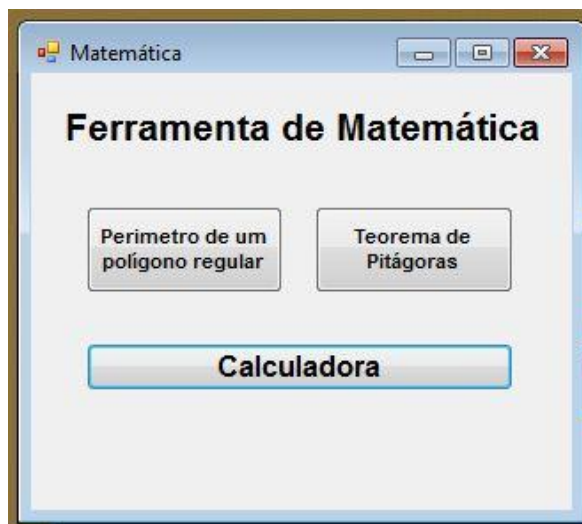 Matemática
Ferramenta de Matemática
Perimetro de um
polígono regular
Teorema de
Pitágoras
Calculadora